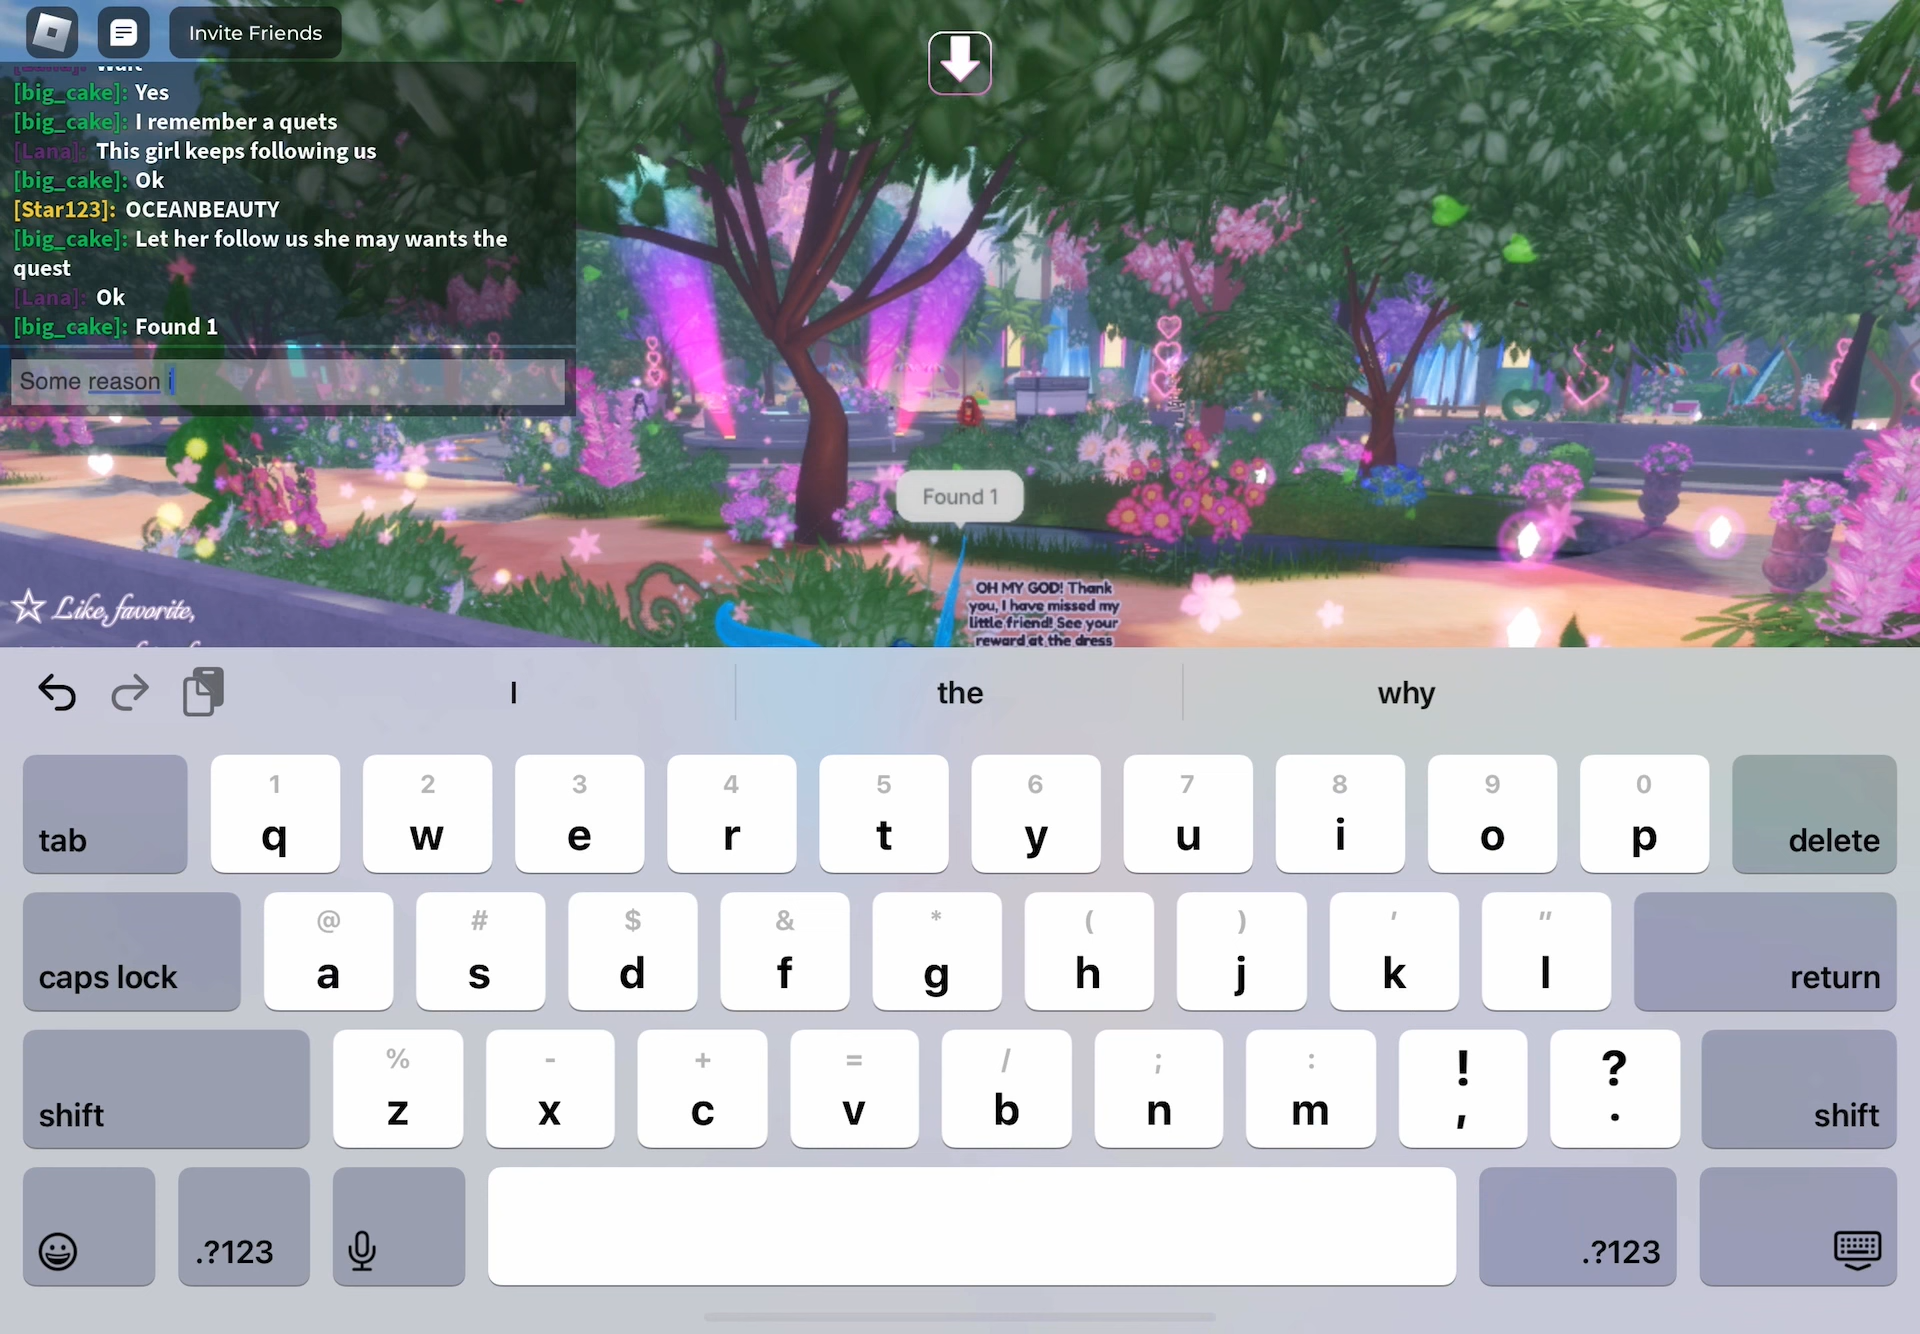 Invite Friends
[Lana]: Wait
[big_cake]: Yes
[big_cake]: I remember a quets
[Lana]: This girl keeps following us
[big_cake]: Ok
[Star123]: OCEANBEAUTY
[big_cake]: Let her follow us she may wants the
quest
[Lana]: Ok
[big_cake]: Found 1
Some reason i
Found 1
OH MY GOD! Thank
you, I have missed my
little friend! See your
reward at the dress
Like, favorite,
I the why
1 2 3 4 5 6 7 8 9 0
tab q w e r t y u i o p delete
@ # $ & * ( ) ' "
caps lock a s d f g h j k l return
% - + = / ; : ! ?
shift z x c v b n m , . shift
.?123 .?123